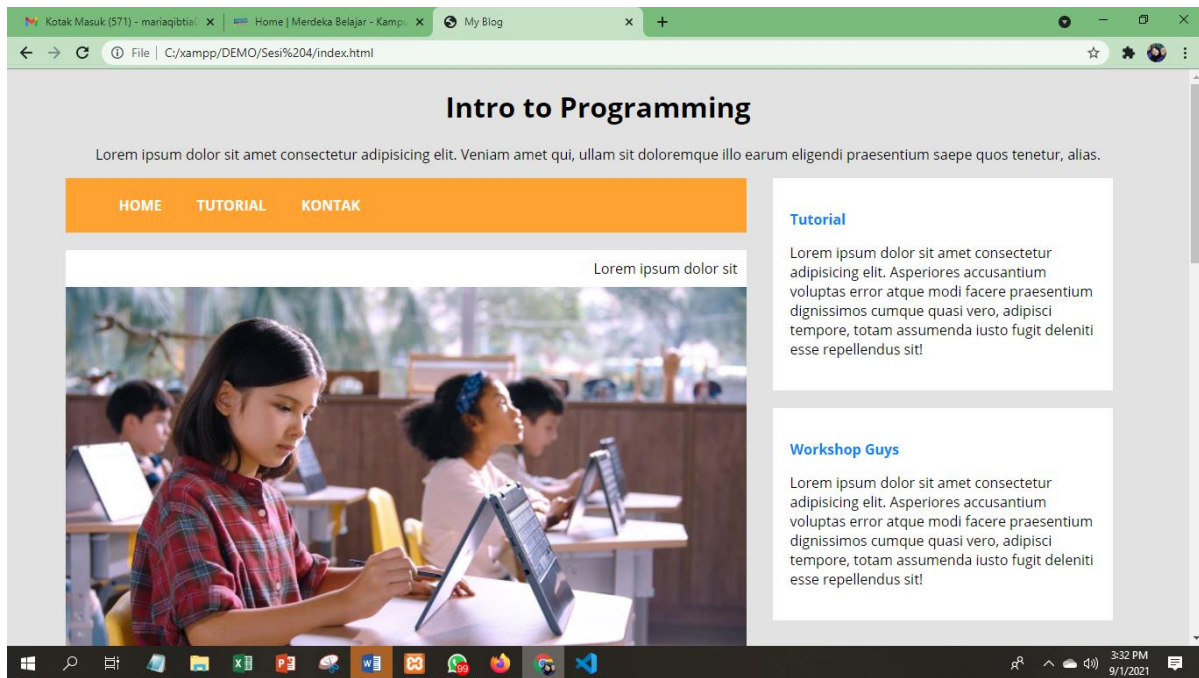 Kotak Masuk (571) - mariaqibtia
Home | Merdeka Belajar - Kampu
My Blog
File | C:/xampp/DEMO/Sesi%204/index.html
Intro to Programming
Lorem ipsum dolor sit amet consectetur adipisicing elit. Veniam amet qui, ullam sit doloremque illo earum eligendi praesentium saepe quos tenetur, alias.
HOME TUTORIAL KONTAK
Lorem ipsum dolor sit
Tutorial
Lorem ipsum dolor sit amet consectetur
adipisicing elit. Asperiores accusantium
voluptas error atque modi facere praesentium
dignissimos cumque quasi vero, adipisci
tempore, totam assumenda iusto fugit deleniti
esse repellendus sit!
Workshop Guys
Lorem ipsum dolor sit amet consectetur
adipisicing elit. Asperiores accusantium
voluptas error atque modi facere praesentium
dignissimos cumque quasi vero, adipisci
tempore, totam assumenda iusto fugit deleniti
esse repellendus sit!
99
3:32 PM
9/1/2021